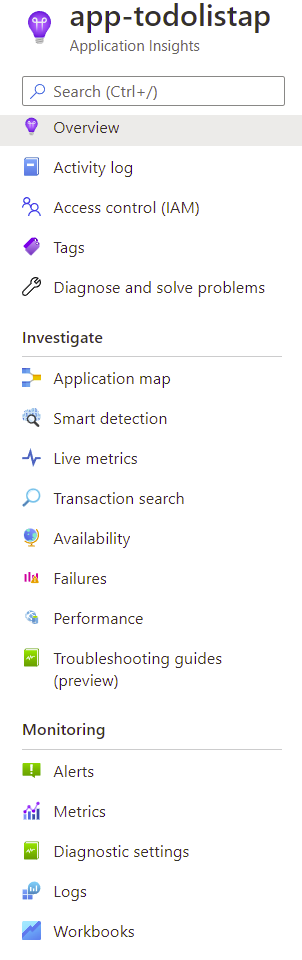 app-todolistap
Application Insights
Search (Ctrl+/)
Overview
Activity log
Access control (IAM)
Tags
Diagnose and solve problems
Investigate
Application map
Smart detection
Live metrics
Transaction search
Availability
Failures
Performance
Troubleshooting guides
(preview)
Monitoring
Alerts
Metrics
Diagnostic settings
Logs
Workbooks